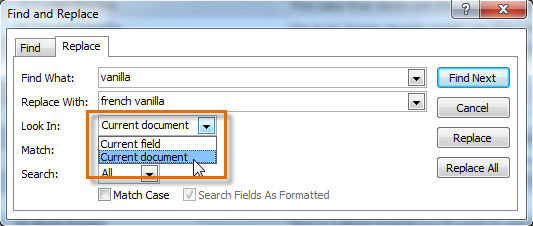 Find and Replace
Find Replace
Find What: vanilla Find Next
Replace With: french vanilla Cancel
Look In: Current document
Current field Replace
Match: Current document
Search: All Replace All
Match Case Search Fields As Formatted